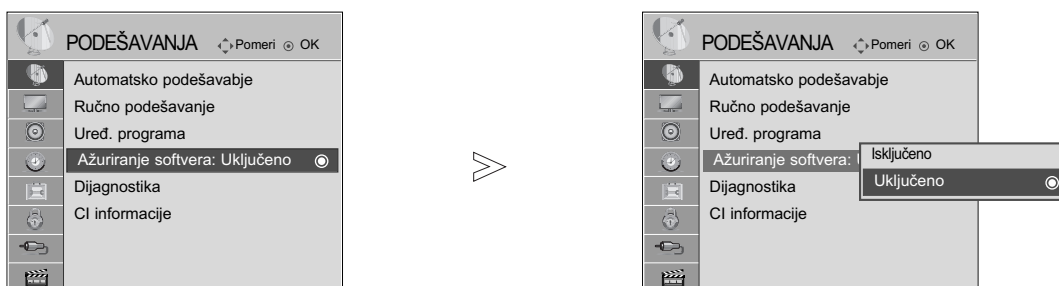 PODEŠAVANJA Pomeri OK
Automatsko podešavabje
Ručno podešavanje
Uređ. programa
Ažuriranje softvera: Uključeno
Dijagnostika
CI informacije
PODEŠAVANJA Pomeri OK
Automatsko podešavabje
Ručno podešavanje
Uređ. programa
Ažuriranje softvera:
Isključeno
Uključeno
Dijagnostika
CI informacije